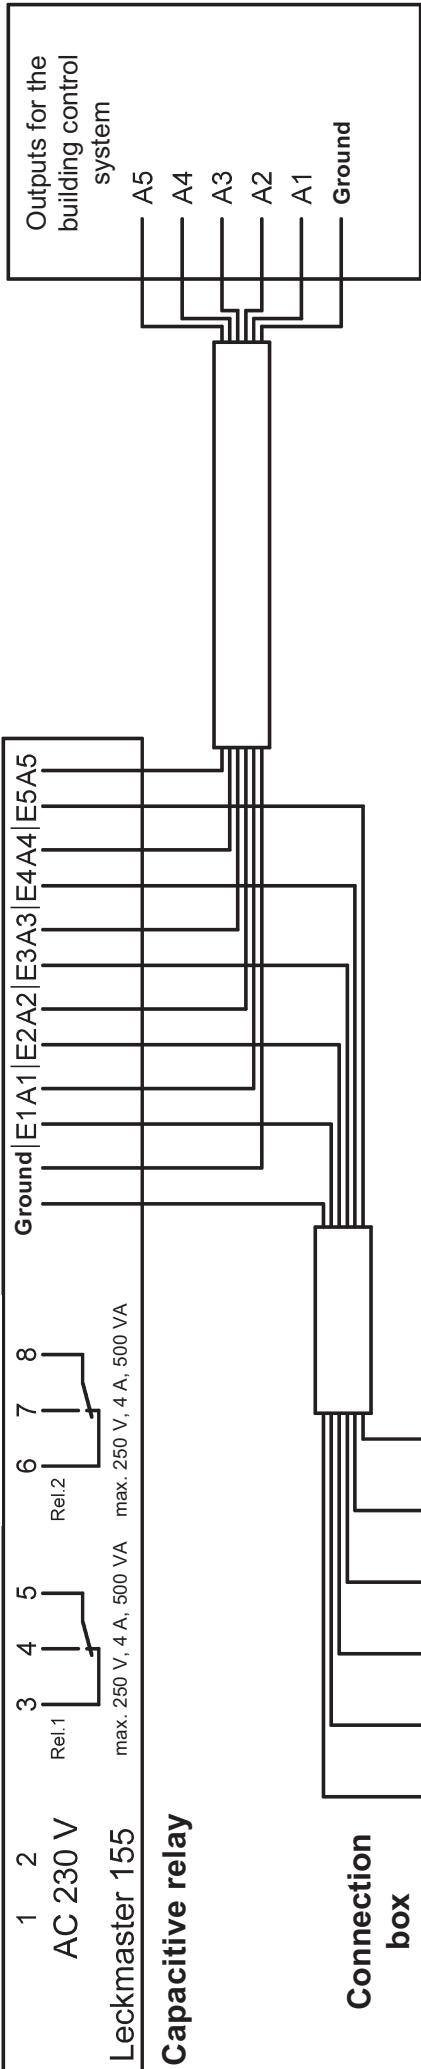 1 2
AC 230 V
Leckmaster 155
3 4 5
Rel.1
max. 250 V, 4 A, 500 VA
6 7 8
Rel.2
max. 250 V, 4 A, 500 VA
Ground|E1A1|E2A2|E3A3|E4A4|E5A5
Capacitive relay
Connection
box
Outputs for the
building control
system
A5
A4
A3
A2
A1
Ground